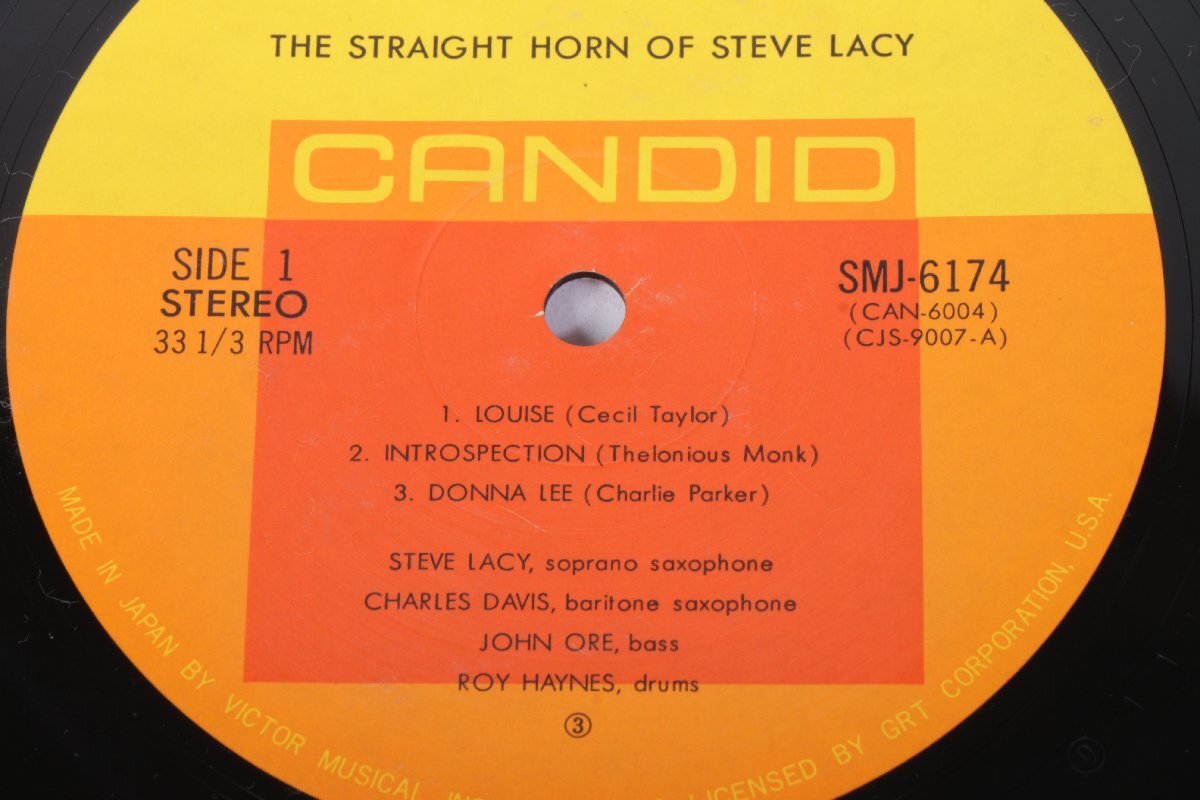 THE STRAIGHT HORN OF STEVE LACY
CANDID
SIDE 1
STEREO
33 1/3 RPM
SMJ-6174
(CAN-6004)
(CJS-9007-A)
1. LOUISE (Cecil Taylor)
2. INTROSPECTION (Thelonious Monk)
3. DONNA LEE (Charlie Parker)
STEVE LACY, soprano saxophone
CHARLES DAVIS, baritone saxophone
JOHN ORE, bass
ROY HAYNES, drums
③
MADE IN JAPAN BY VICTOR MUSICAL
LICENSED BY GRT CORPORATION, U.S.A.